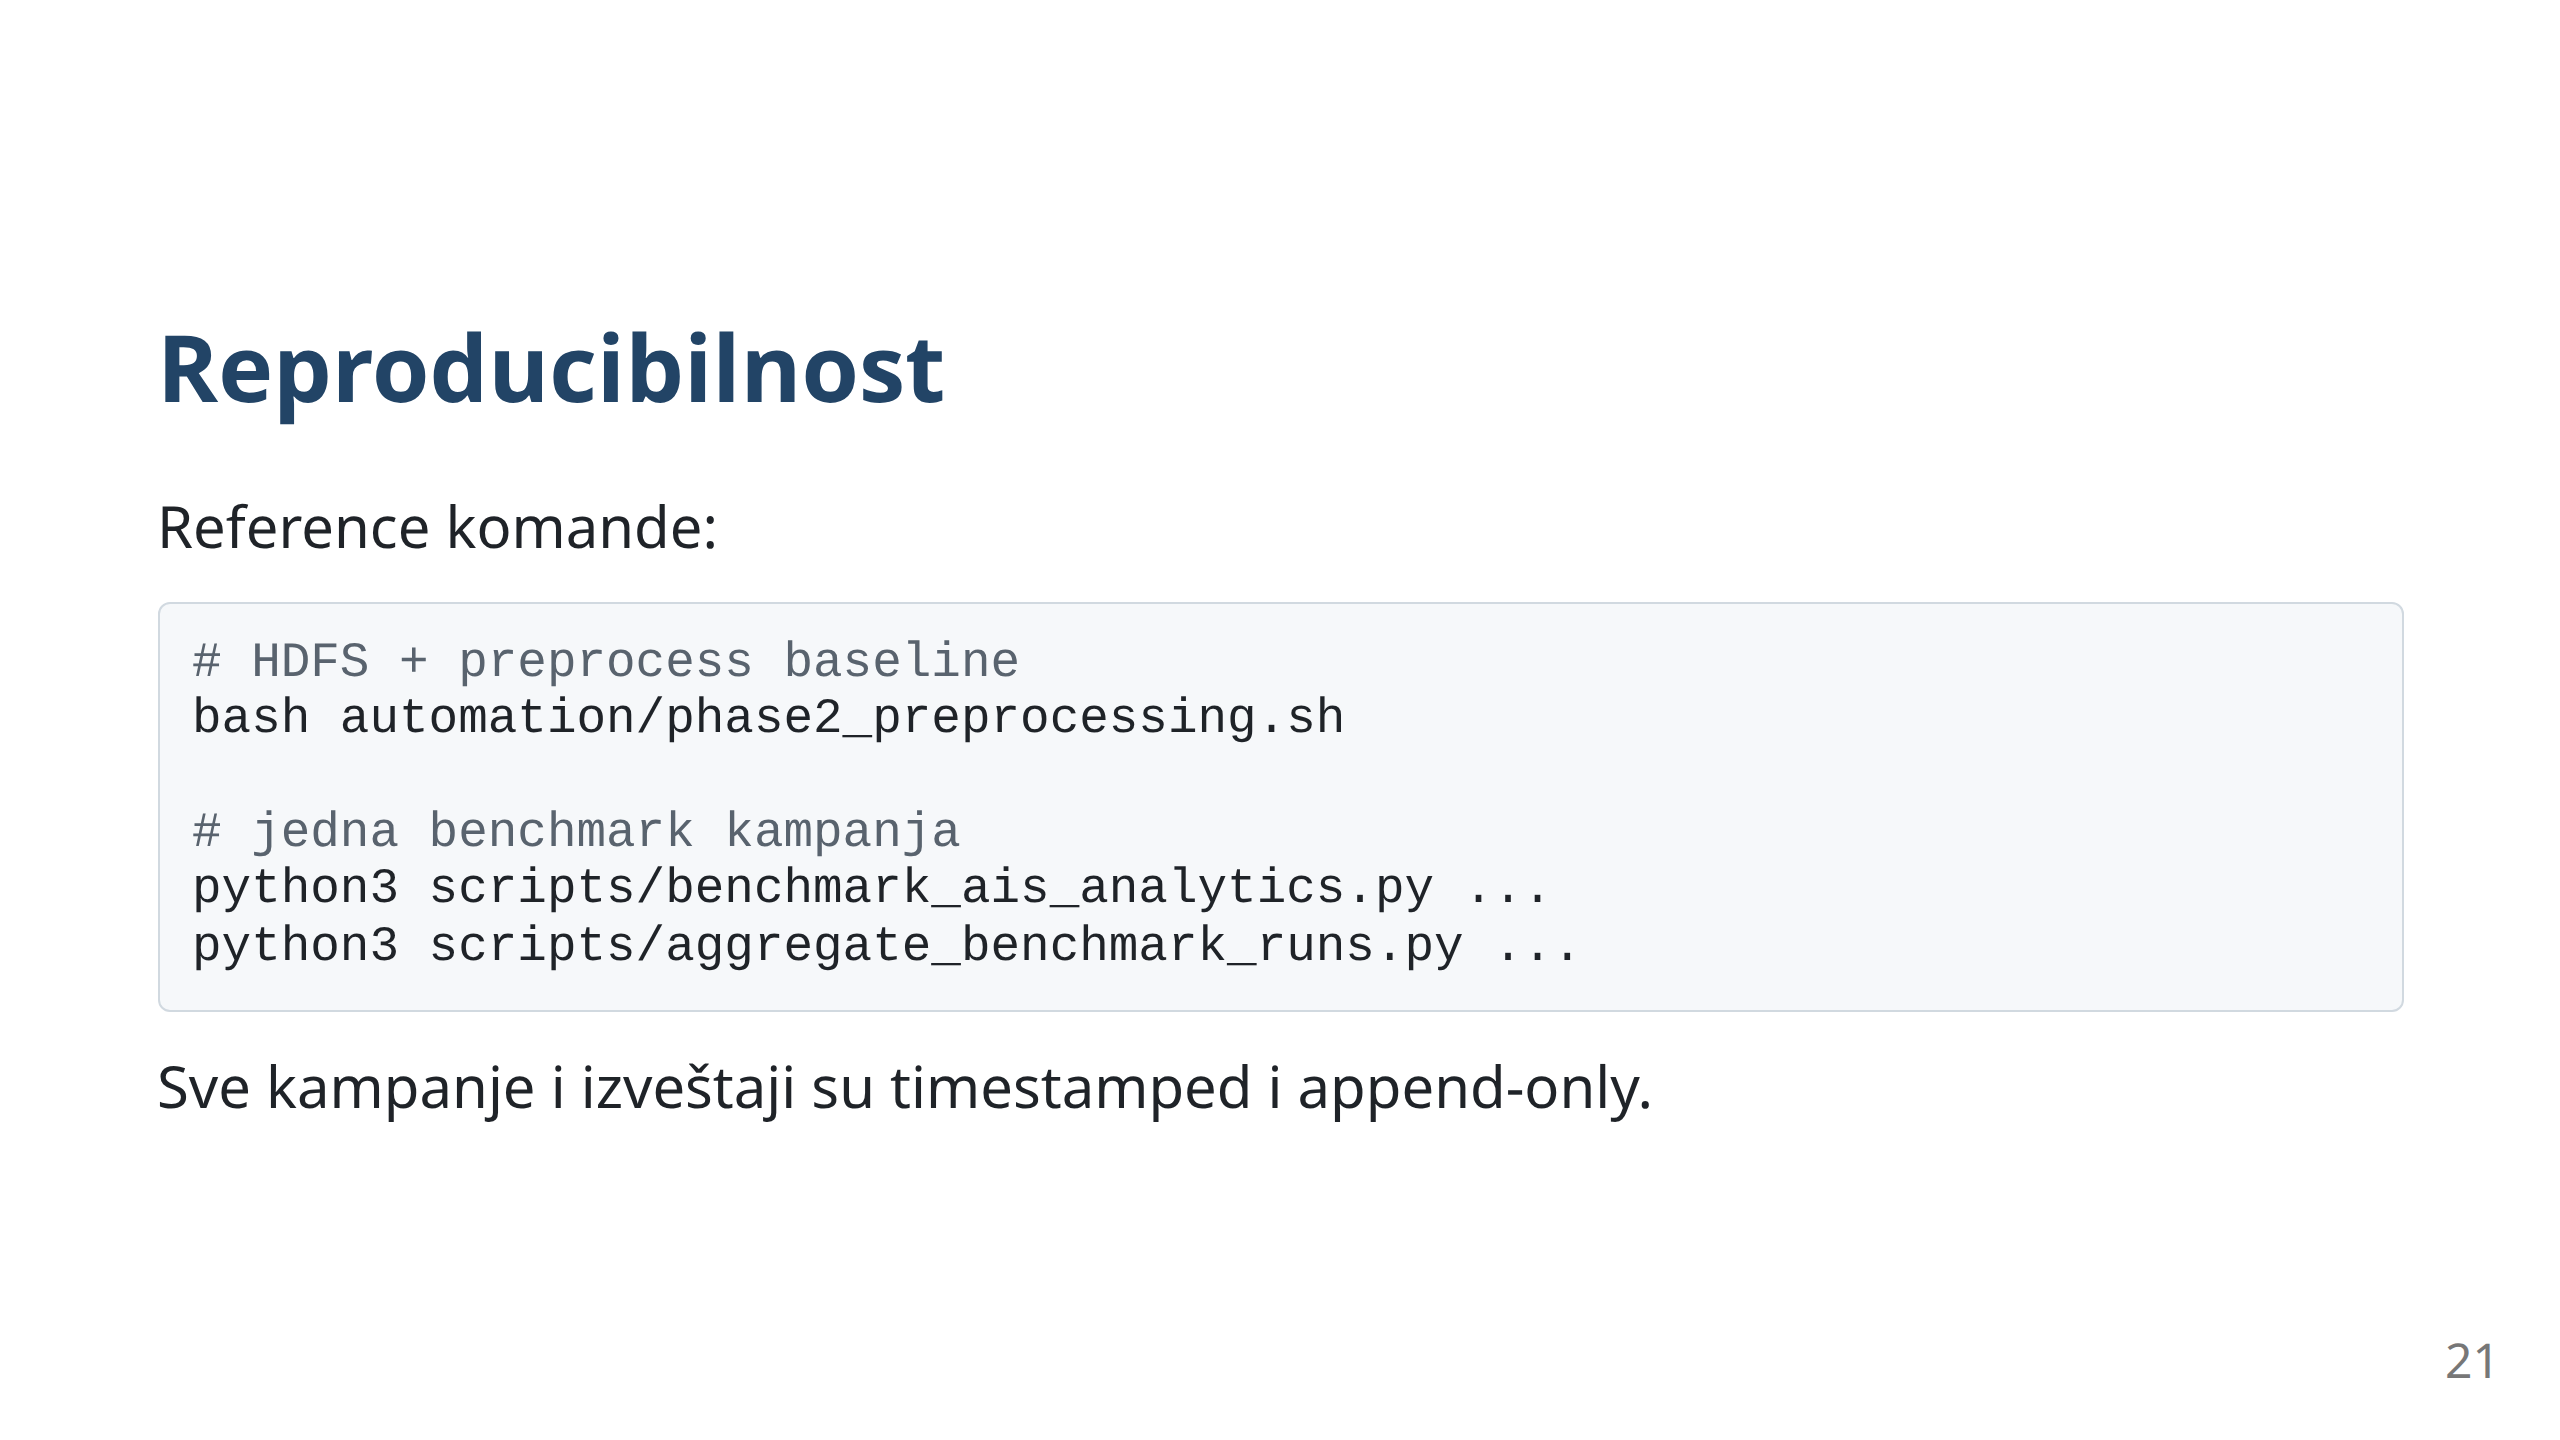 Reproducibilnost
Reference komande:
# HDFS + preprocess baseline
bash automation/phase2_preprocessing.sh
# jedna benchmark kampanja
python3 scripts/benchmark_ais_analytics.py ...
python3 scripts/aggregate_benchmark_runs.py ...
Sve kampanje i izveštaji su timestamped i append-only.
21